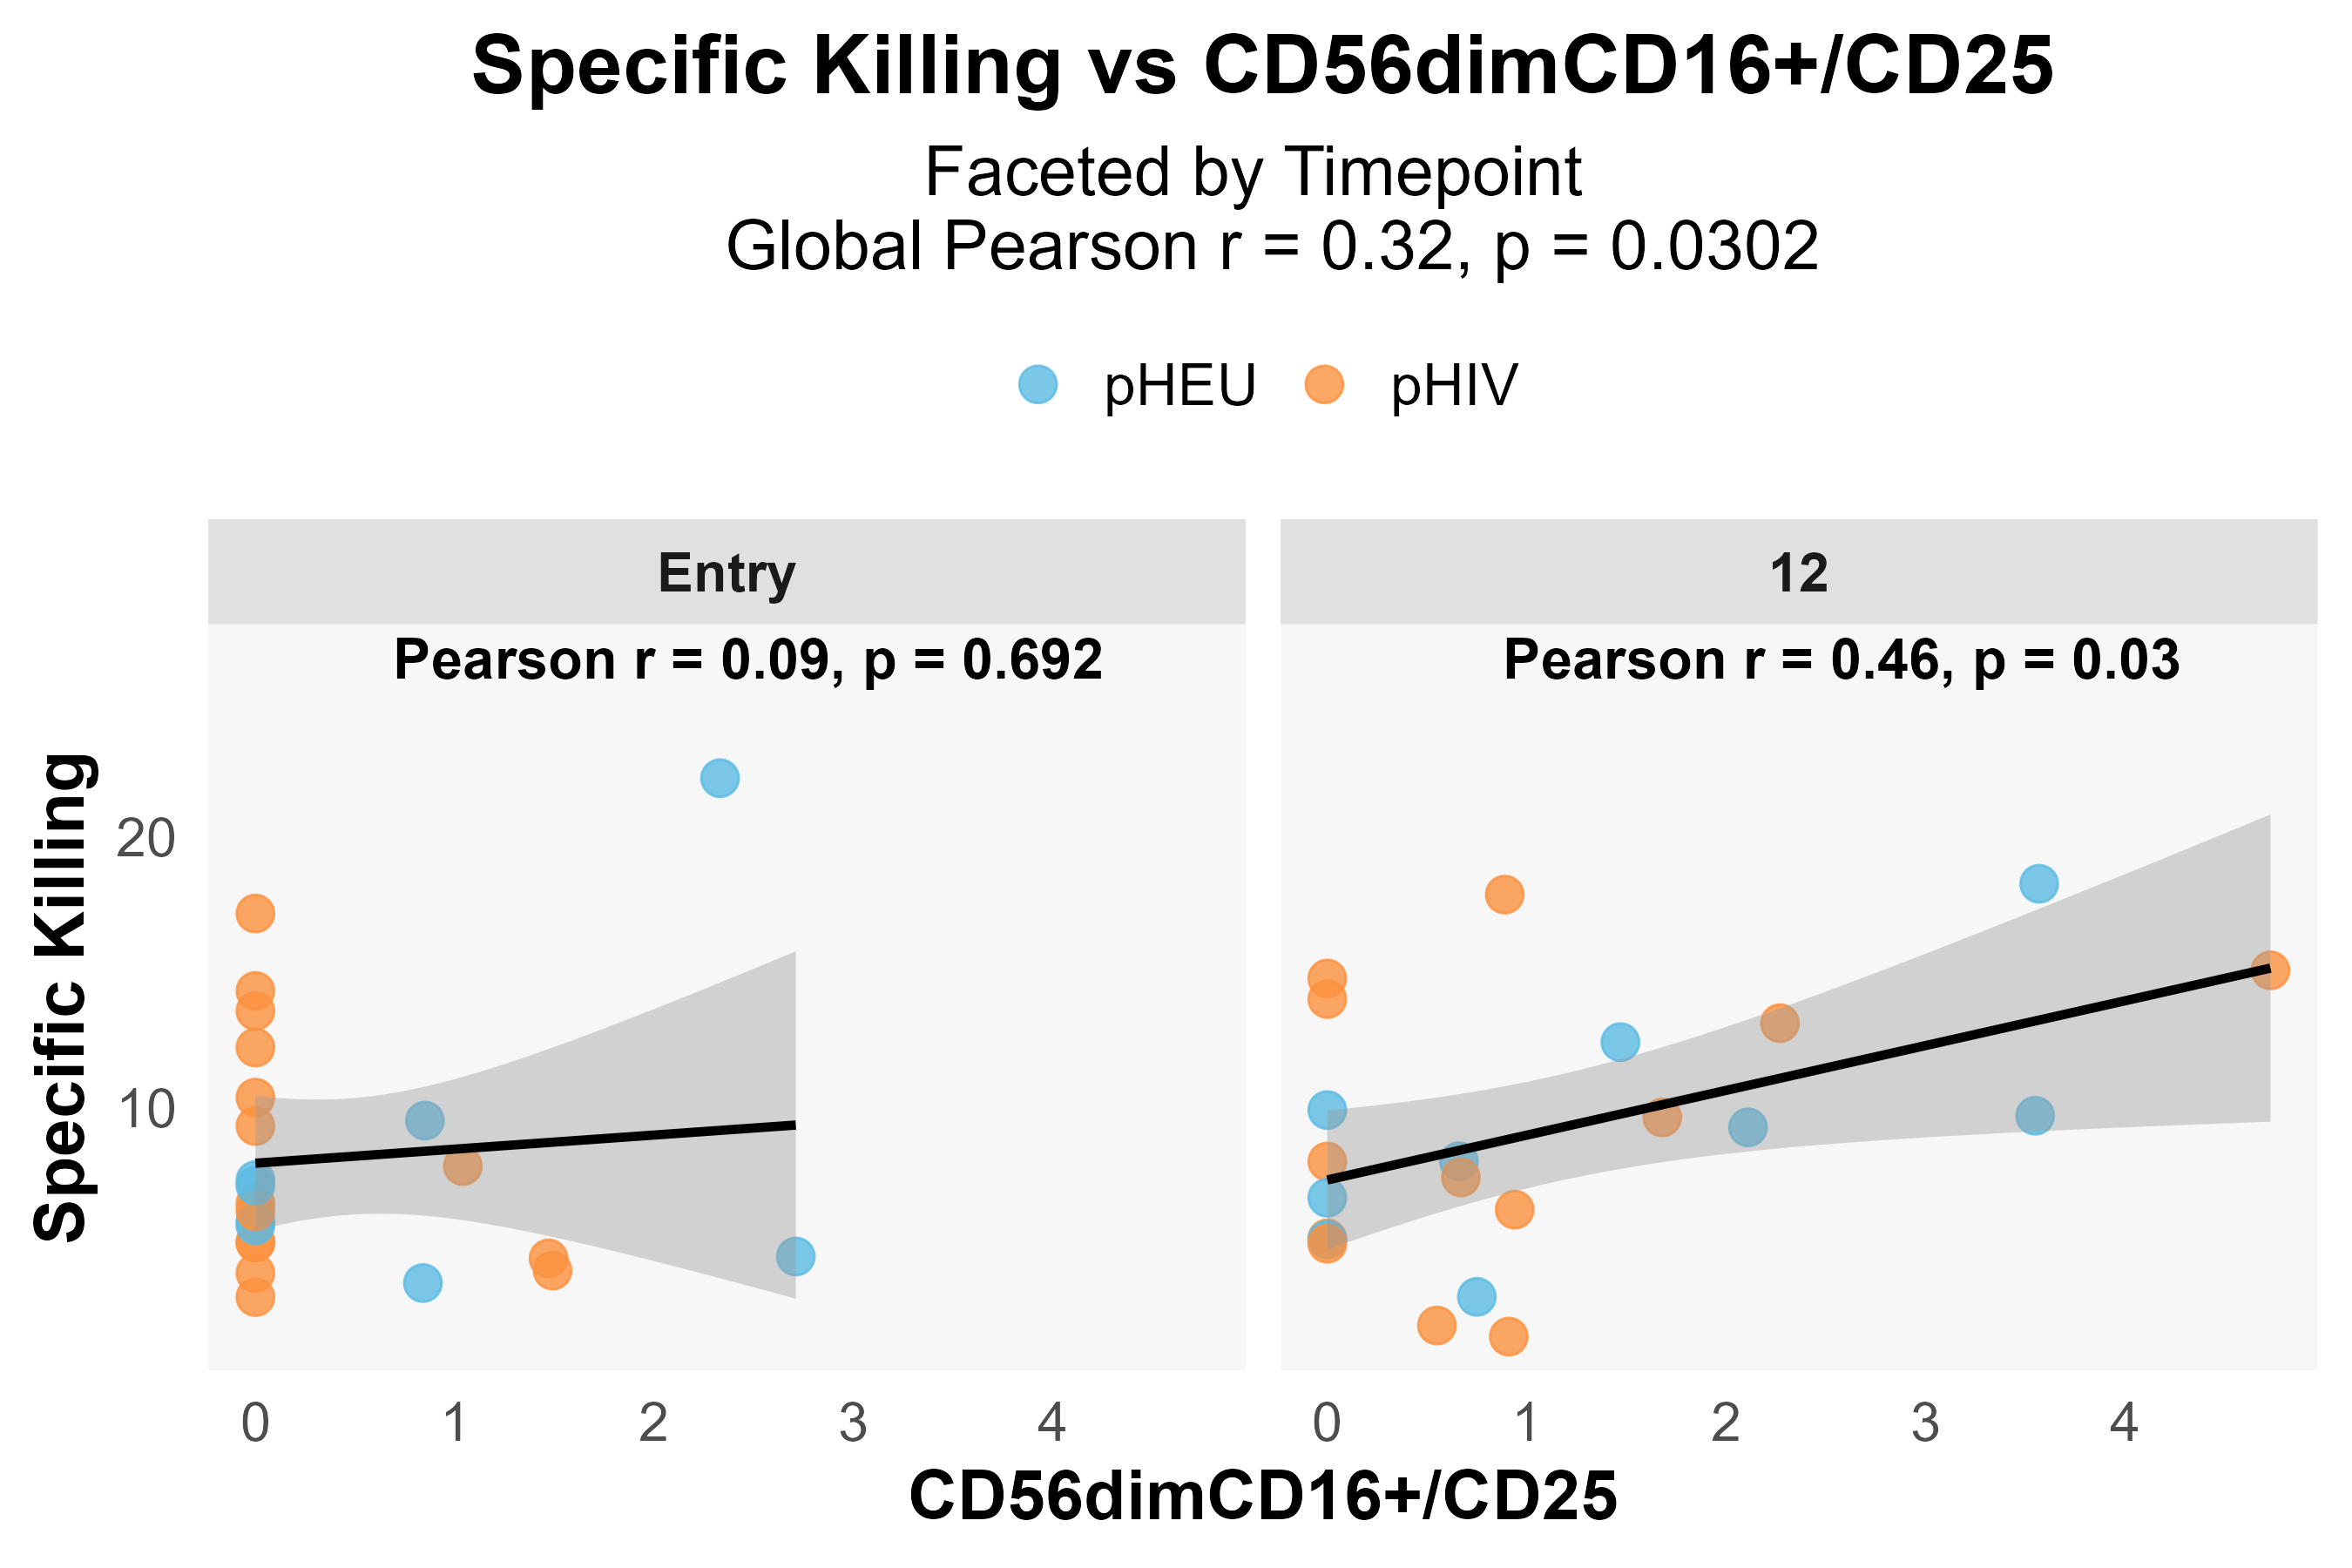 Specific Killing vs CD56dimCD16+/CD25
Faceted by Timepoint
Global Pearson r = 0.32, p = 0.0302
pHEU
pHIV
Entry
12
Pearson r = 0.09, p = 0.692
Pearson r = 0.46, p = 0.03
Specific Killing
20
10
0 1 2 3 4
0 1 2 3 4
CD56dimCD16+/CD25